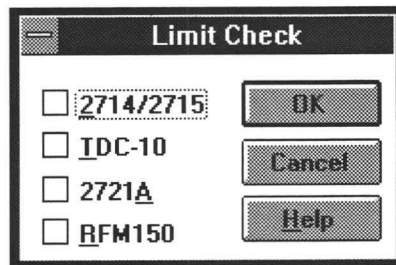 Limit Check
2714/2715
OK
TDC-10
Cancel
2721A
Help
RFM150